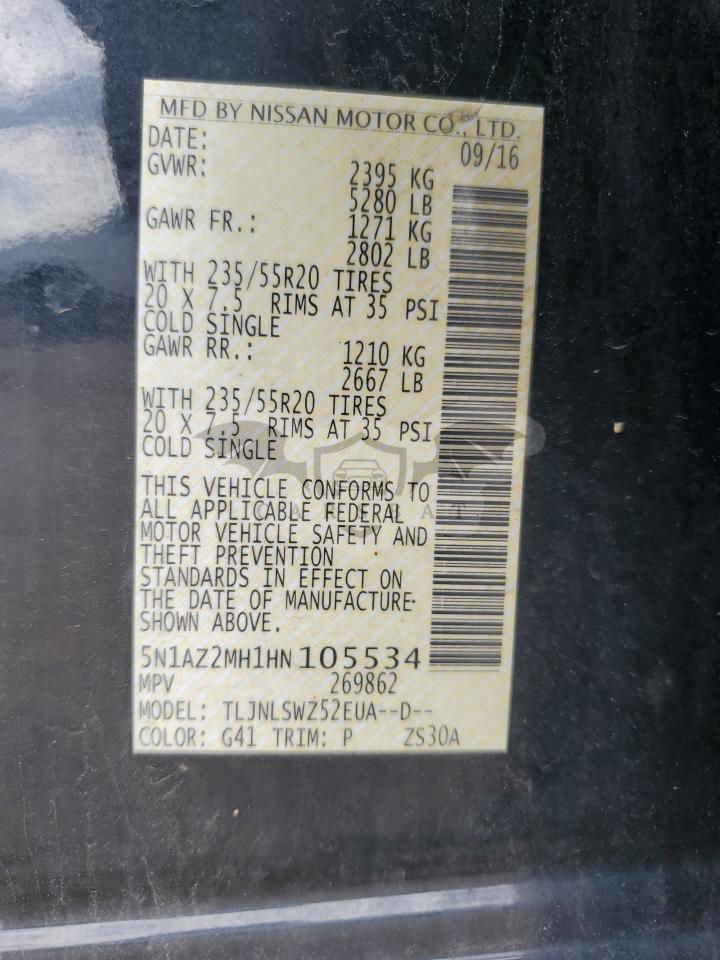 MFD BY NISSAN MOTOR CO., LTD.
DATE: 09/16
GVWR: 2395 KG
5280 LB
GAWR FR.: 1271 KG
2802 LB
WITH 235/55R20 TIRES
20 X 7.5 RIMS AT 35 PSI
COLD SINGLE
GAWR RR.: 1210 KG
2667 LB
WITH 235/55R20 TIRES
20 X 7.5 RIMS AT 35 PSI
COLD SINGLE
THIS VEHICLE CONFORMS TO
ALL APPLICABLE FEDERAL
MOTOR VEHICLE SAFETY AND
THEFT PREVENTION
STANDARDS IN EFFECT ON
THE DATE OF MANUFACTURE
SHOWN ABOVE.
5N1AZ2MH1HN105534
MPV 269862
MODEL: TLJNLSWZ52EUA--D--
COLOR: G41 TRIM: P ZS30A